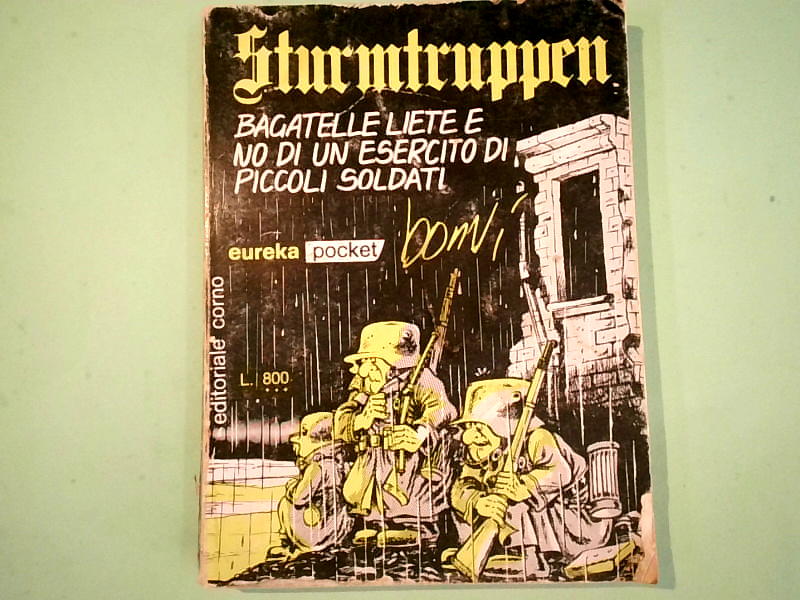 Sturmtruppen
BAGATELLE LIETE E
NO DI UN ESERCITO DI
PICCOLI SOLDATI
bonvi
eureka pocket
editoriale corno
L. 800